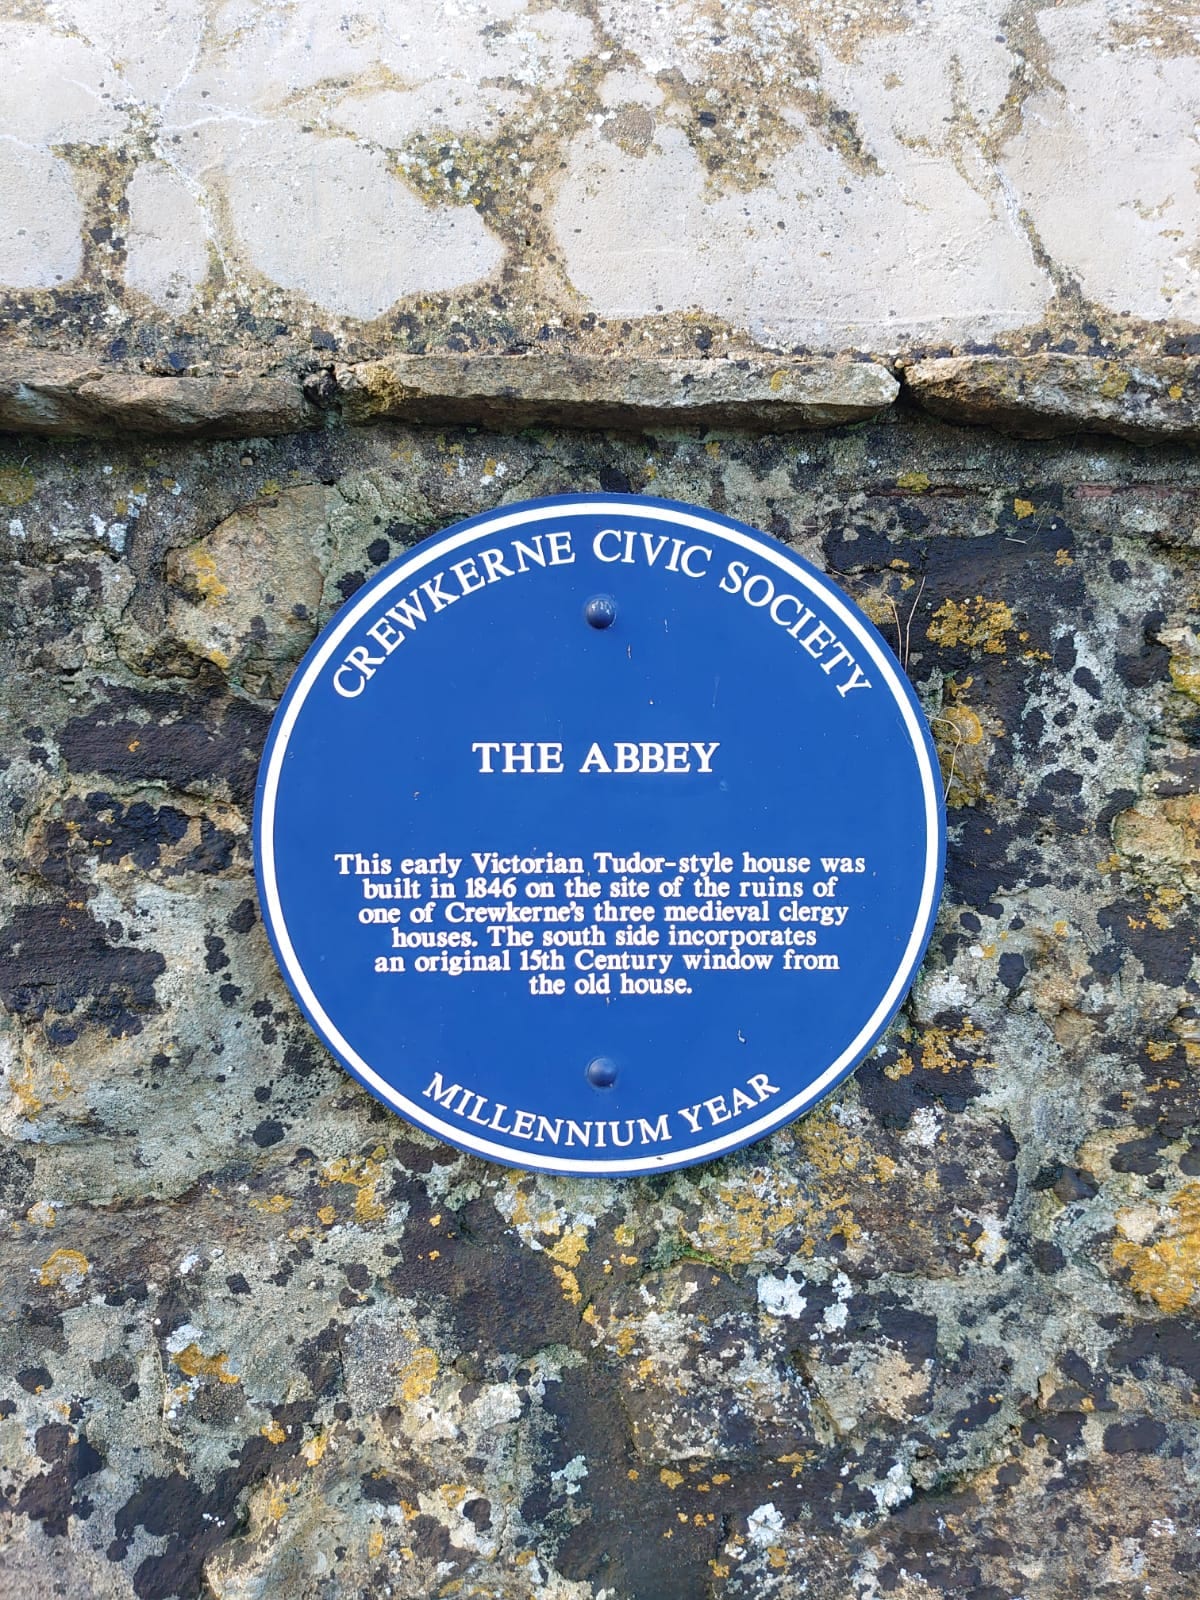 CREWKERNE CIVIC SOCIETY
THE ABBEY
This early Victorian Tudor-style house was
built in 1846 on the site of the ruins of
one of Crewkerne's three medieval clergy
houses. The south side incorporates
an original 15th Century window from
the old house.
MILLENNIUM YEAR